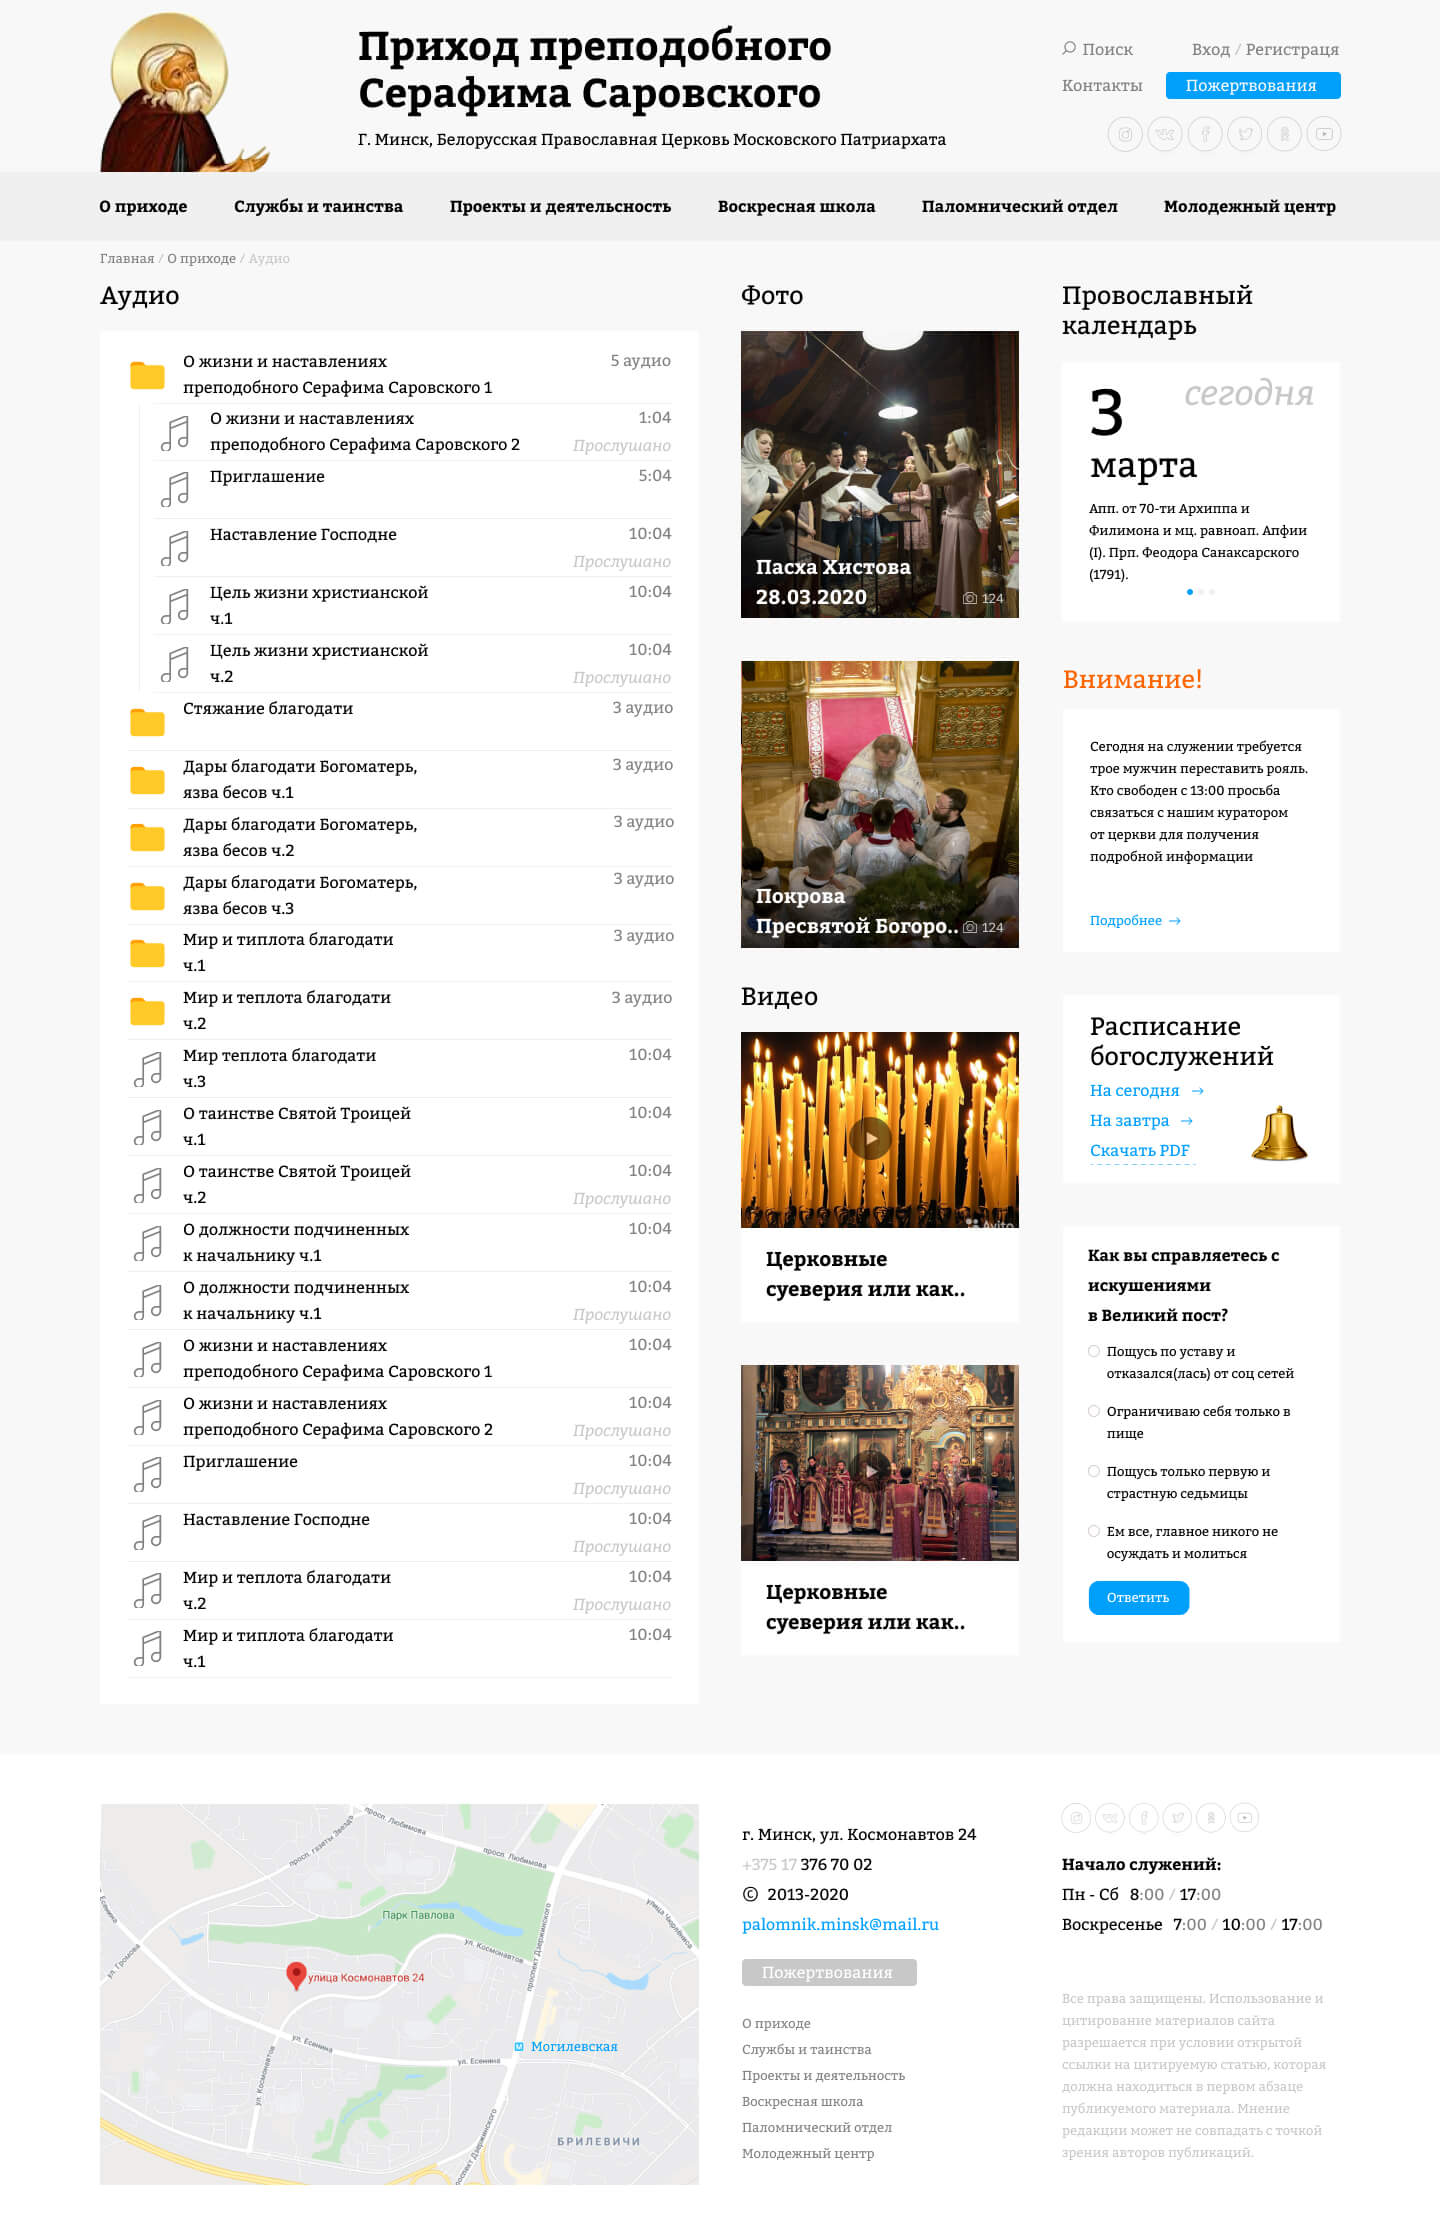 Приход преподобного
Серафима Саровского
Г. Минск, Белорусская Православная Церковь Московского Патриархата
Поиск
Вход / Регистраця
Контакты
Пожертвования
О приходе
Службы и таинства
Проекты и деятельсность
Воскресная школа
Паломнический отдел
Молодежный центр
Главная / О приходе / Аудио
Аудио
О жизни и наставлениях
преподобного Серафима Саровского 1
5 аудио
О жизни и наставлениях
преподобного Серафима Саровского 2
1:04
Прослушано
Приглашение
5:04
Наставление Господне
10:04
Прослушано
Цель жизни христианской
ч.1
10:04
Цель жизни христианской
ч.2
10:04
Прослушано
Стяжание благодати
3 аудио
Дары благодати Богоматерь,
язва бесов ч.1
3 аудио
Дары благодати Богоматерь,
язва бесов ч.2
3 аудио
Дары благодати Богоматерь,
язва бесов ч.3
3 аудио
Мир и типлота благодати
ч.1
3 аудио
Мир и теплота благодати
ч.2
3 аудио
Мир теплота благодати
ч.3
10:04
О таинстве Святой Троицей
ч.1
10:04
О таинстве Святой Троицей
ч.2
10:04
Прослушано
О должности подчиненных
к начальнику ч.1
10:04
О должности подчиненных
к начальнику ч.1
10:04
Прослушано
О жизни и наставлениях
преподобного Серафима Саровского 1
10:04
О жизни и наставлениях
преподобного Серафима Саровского 2
10:04
Прослушано
Приглашение
10:04
Прослушано
Наставление Господне
10:04
Прослушано
Мир и теплота благодати
ч.2
10:04
Прослушано
Мир и типлота благодати
ч.1
10:04
Фото
Пасха Хистова
28.03.2020
124
Покрова
Пресвятой Богоро..
124
Видео
Avito
Церковные
суеверия или как..
Церковные
суеверия или как..
Провославный
календарь
сегодня
3
марта
Апп. от 70-ти Архиппа и
Филимона и мц. равноап. Апфии
(I). Прп. Феодора Санаксарского
(1791).
Внимание!
Сегодня на служении требуется
трое мужчин переставить рояль.
Кто свободен с 13:00 просьба
связаться с нашим куратором
от церкви для получения
подробной информации
Подробнее →
Расписание
богослужений
На сегодня →
На завтра →
Скачать PDF
Как вы справляетесь с
искушениями
в Великий пост?
Пощусь по уставу и
отказался(лась) от соц сетей
Ограничиваю себя только в
пище
Пощусь только первую и
страстную седьмицы
Ем все, главное никого не
осуждать и молиться
Ответить
просп. газеты Звезда
просп. Любимова
просп. Любимова
ул. Есенина
ул. Громова
Парк Павлова
ул. Космонавтов
проспект Дзержинского
улица Чюрлёниса
улица Космонавтов 24
ул. Есенина
ул. Космонавтов
ул. Есенина
М Могилевская
проспект Дзержинского
БРИЛЕВИЧИ
г. Минск, ул. Космонавтов 24
+375 17 376 70 02
© 2013-2020
palomnik.minsk@mail.ru
Пожертвования
О приходе
Службы и таинства
Проекты и деятельность
Воскресная школа
Паломнический отдел
Молодежный центр
Начало служений:
Пн - Сб 8:00 / 17:00
Воскресенье 7:00 / 10:00 / 17:00
Все права защищены. Использование и
цитирование материалов сайта
разрешается при условии открытой
ссылки на цитируемую статью, которая
должна находиться в первом абзаце
публикуемого материала. Мнение
редакции может не совпадать с точкой
зрения авторов публикаций.